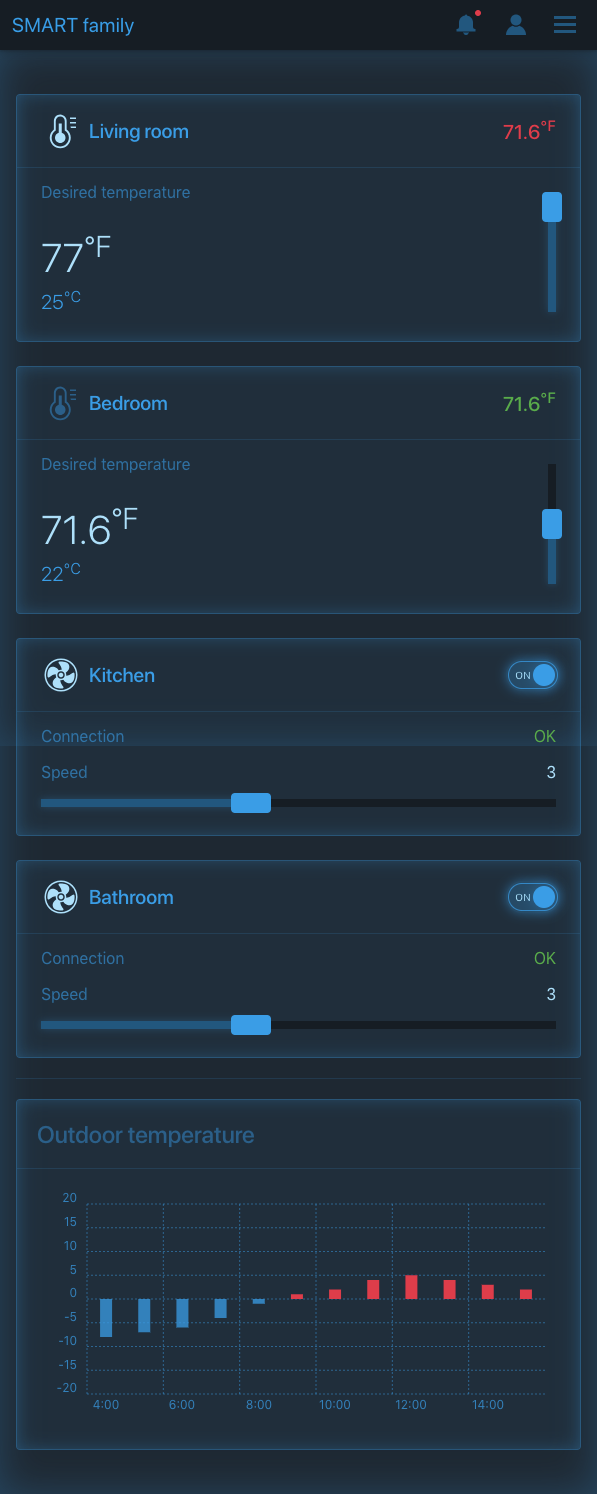 SMART family
Living room 71.6°F
Desired temperature
77°F
25°C
Bedroom 71.6°F
Desired temperature
71.6°F
22°C
Kitchen ON
Connection OK
Speed 3
Bathroom ON
Connection OK
Speed 3
Outdoor temperature
20
15
10
5
0
-5
-10
-15
-20
4:00 6:00 8:00 10:00 12:00 14:00